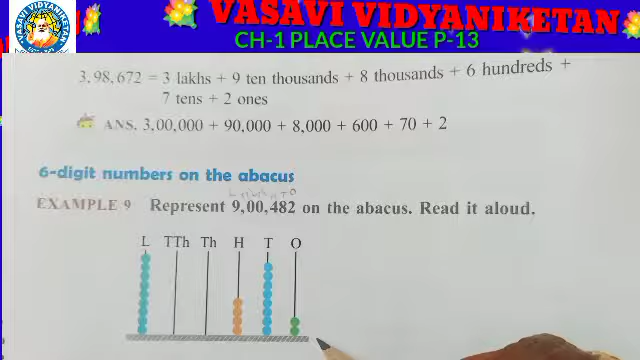 VASAVI VIDYANIKETAN
CH-1 PLACE VALUE P-13
3,98,672 = 3 lakhs + 9 ten thousands + 8 thousands + 6 hundreds +
7 tens + 2 ones
ANS. 3,00,000 + 90,000 + 8,000 + 600 + 70 + 2
6-digit numbers on the abacus
EXAMPLE 9 Represent 9,00,482 on the abacus. Read it aloud.
L TTh Th H T O